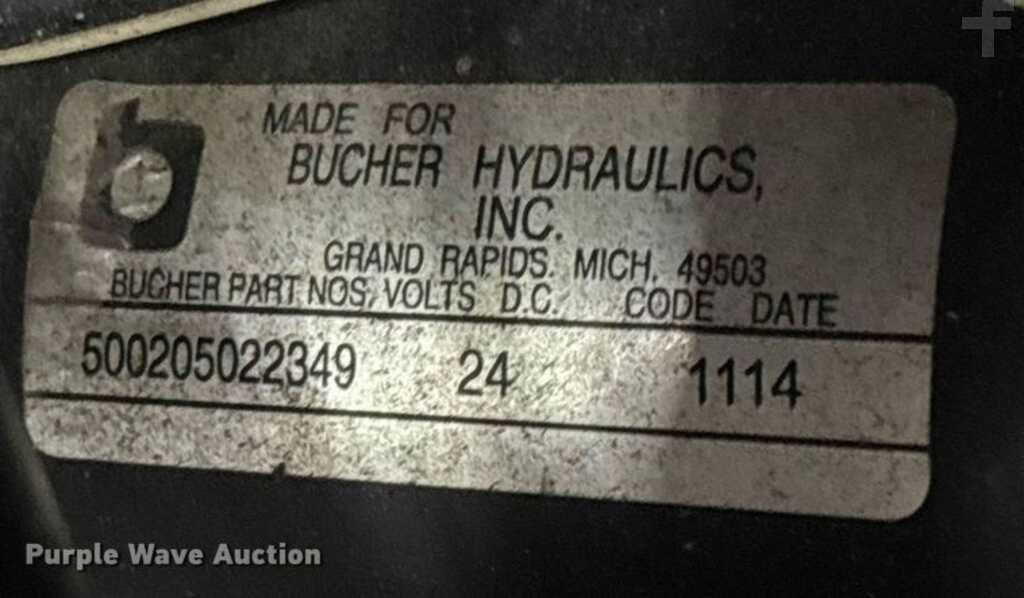 MADE FOR
BUCHER HYDRAULICS,
INC.
GRAND RAPIDS. MICH. 49503
BUCHER PART NOS, VOLTS D.C. CODE DATE
500205022349 24 1114
Purple Wave Auction